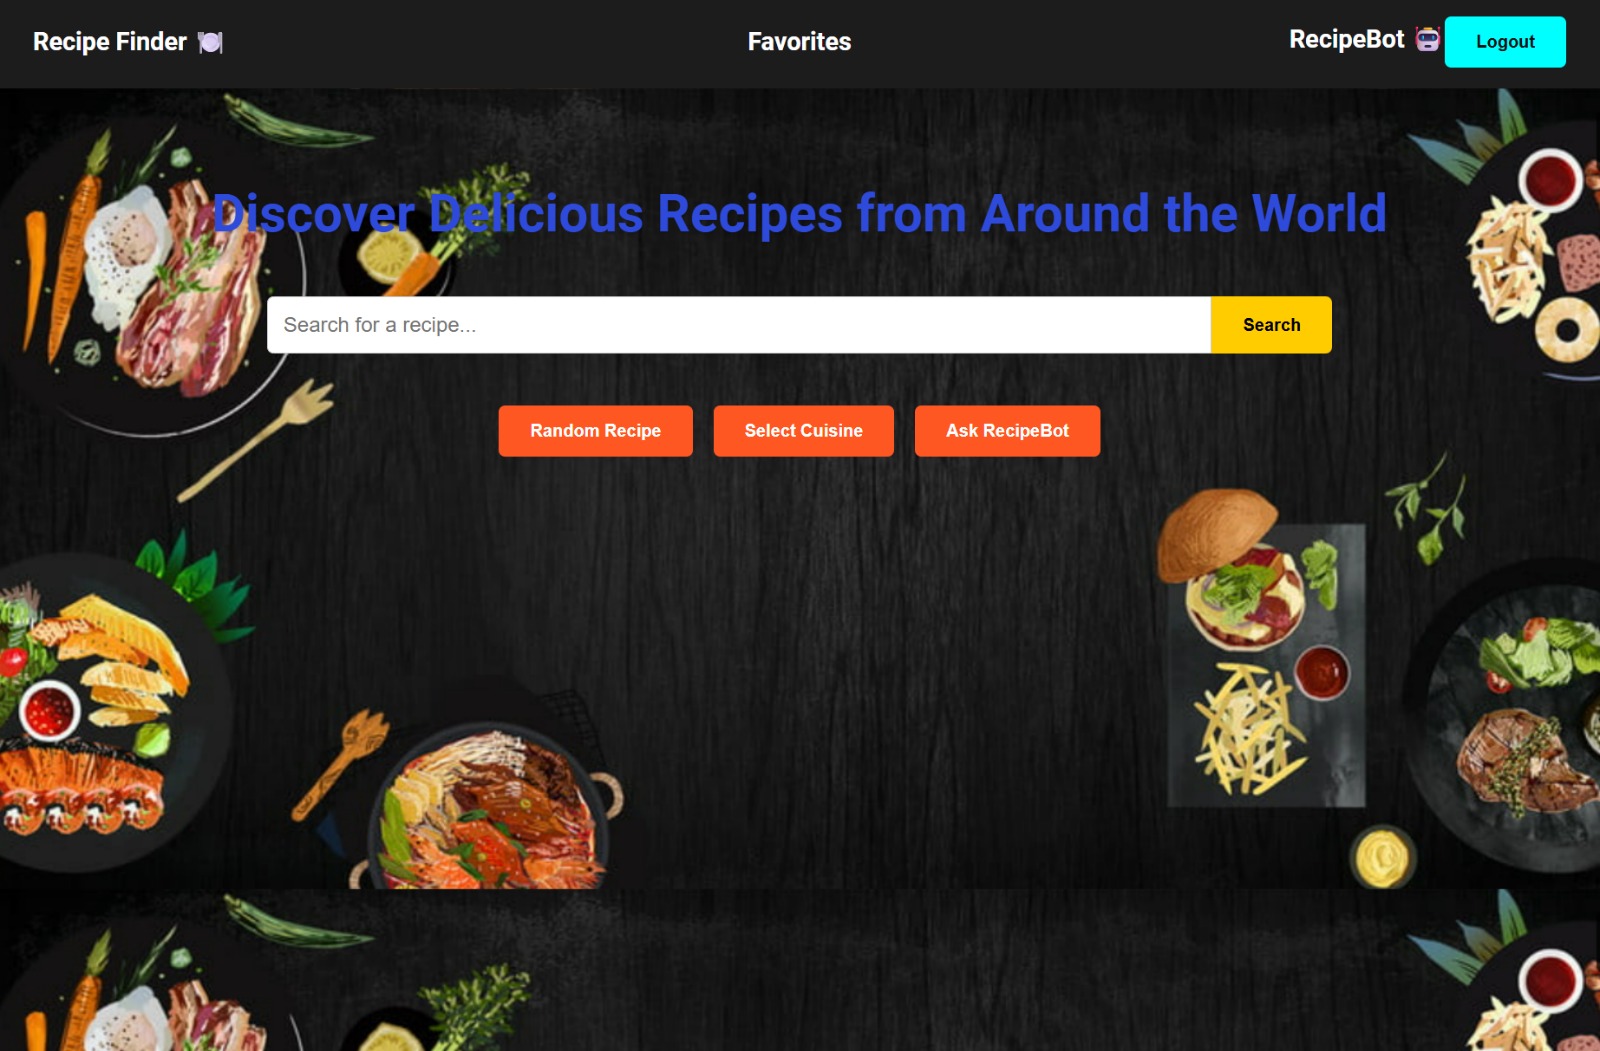 Recipe Finder 🍽️
Favorites
RecipeBot 🤖
Logout
Discover Delicious Recipes from Around the World
Search for a recipe...
Search
Random Recipe
Select Cuisine
Ask RecipeBot